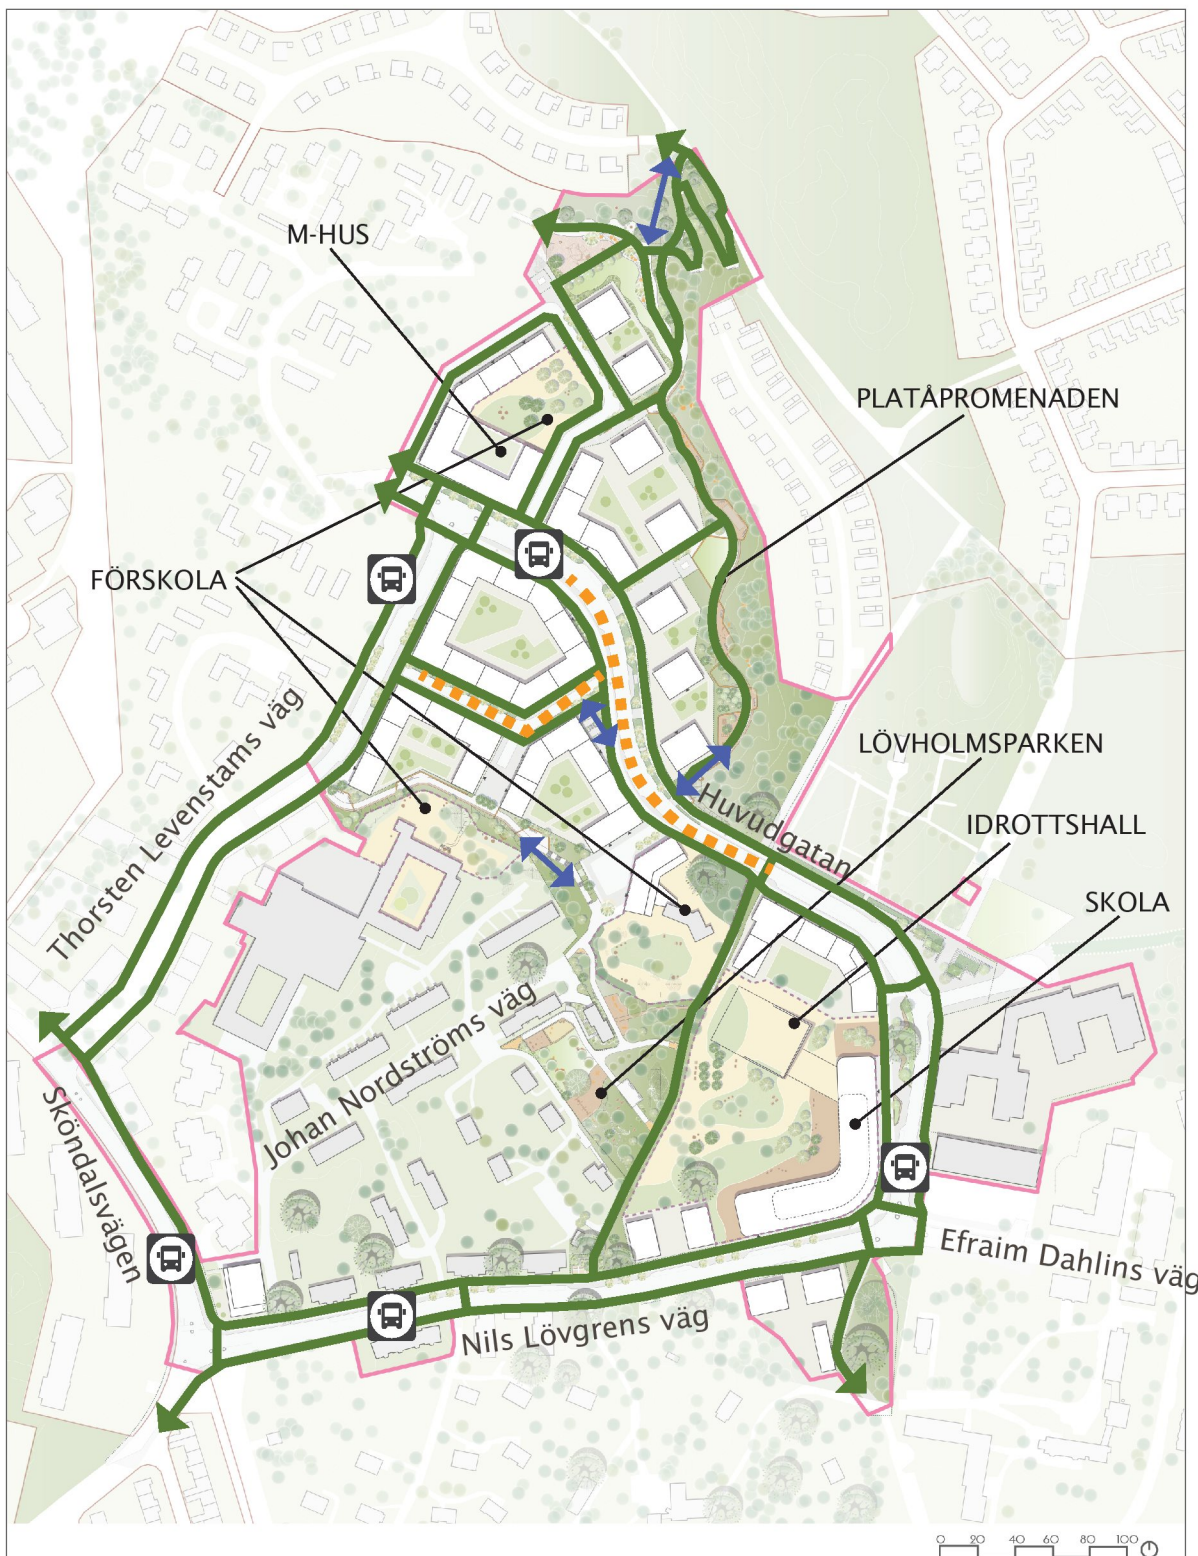 M-HUS
PLATÅPROMENADEN
FÖRSKOLA
Thorsten Levenstams väg
LÖVHOLMSPARKEN
Huvudgatan
IDROTTSHALL
SKOLA
Johan Nordströms väg
Sköndalsvägen
Efraim Dahlins väg
Nils Lövgrens väg
0 20 40 60 80 100